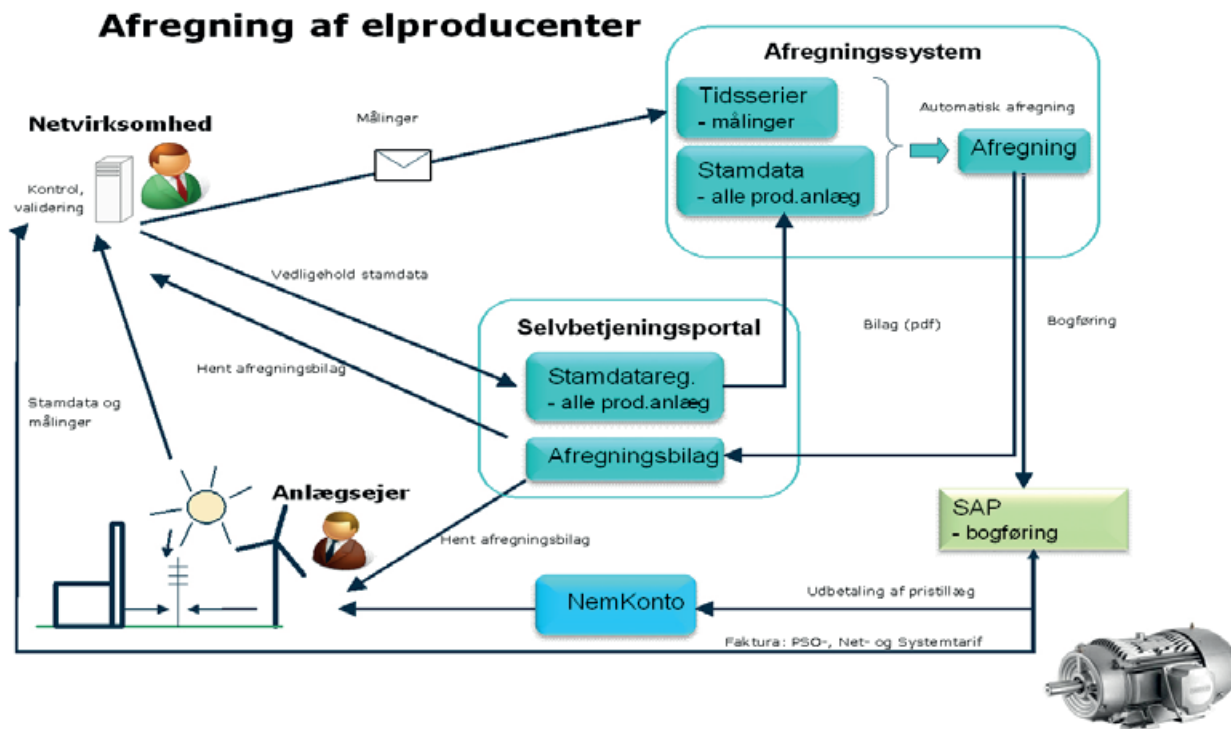 Afregning af elproducenter
Afregningssystem
Tidsserier
- målinger
Automatisk afregning
Netvirksomhed
Målinger
Afregning
Stamdata
- alle prod.anlæg
Kontrol,
validering
Vedligehold stamdata
Selvbetjeningsportal
Bilag (pdf)
Bogføring
Hent afregningsbilag
Stamdatareg.
- alle prod.anlæg
Stamdata og
målinger
Afregningsbilag
Anlægsejer
SAP
- bogføring
Hent afregningsbilag
NemKonto
Udbetaling af pristillæg
Faktura: PSO-, Net- og Systemtarif